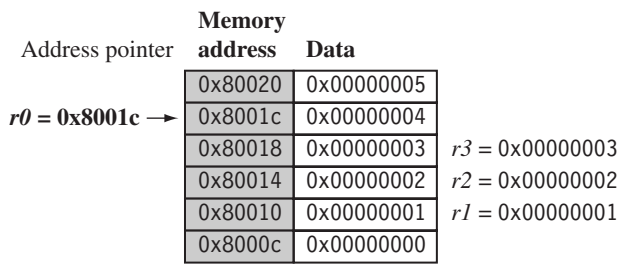 Memory
Address pointer address Data
0x80020 0x00000005
r0 = 0x8001c 0x8001c 0x00000004
0x80018 0x00000003 r3 = 0x00000003
0x80014 0x00000002 r2 = 0x00000002
0x80010 0x00000001 r1 = 0x00000001
0x8000c 0x00000000